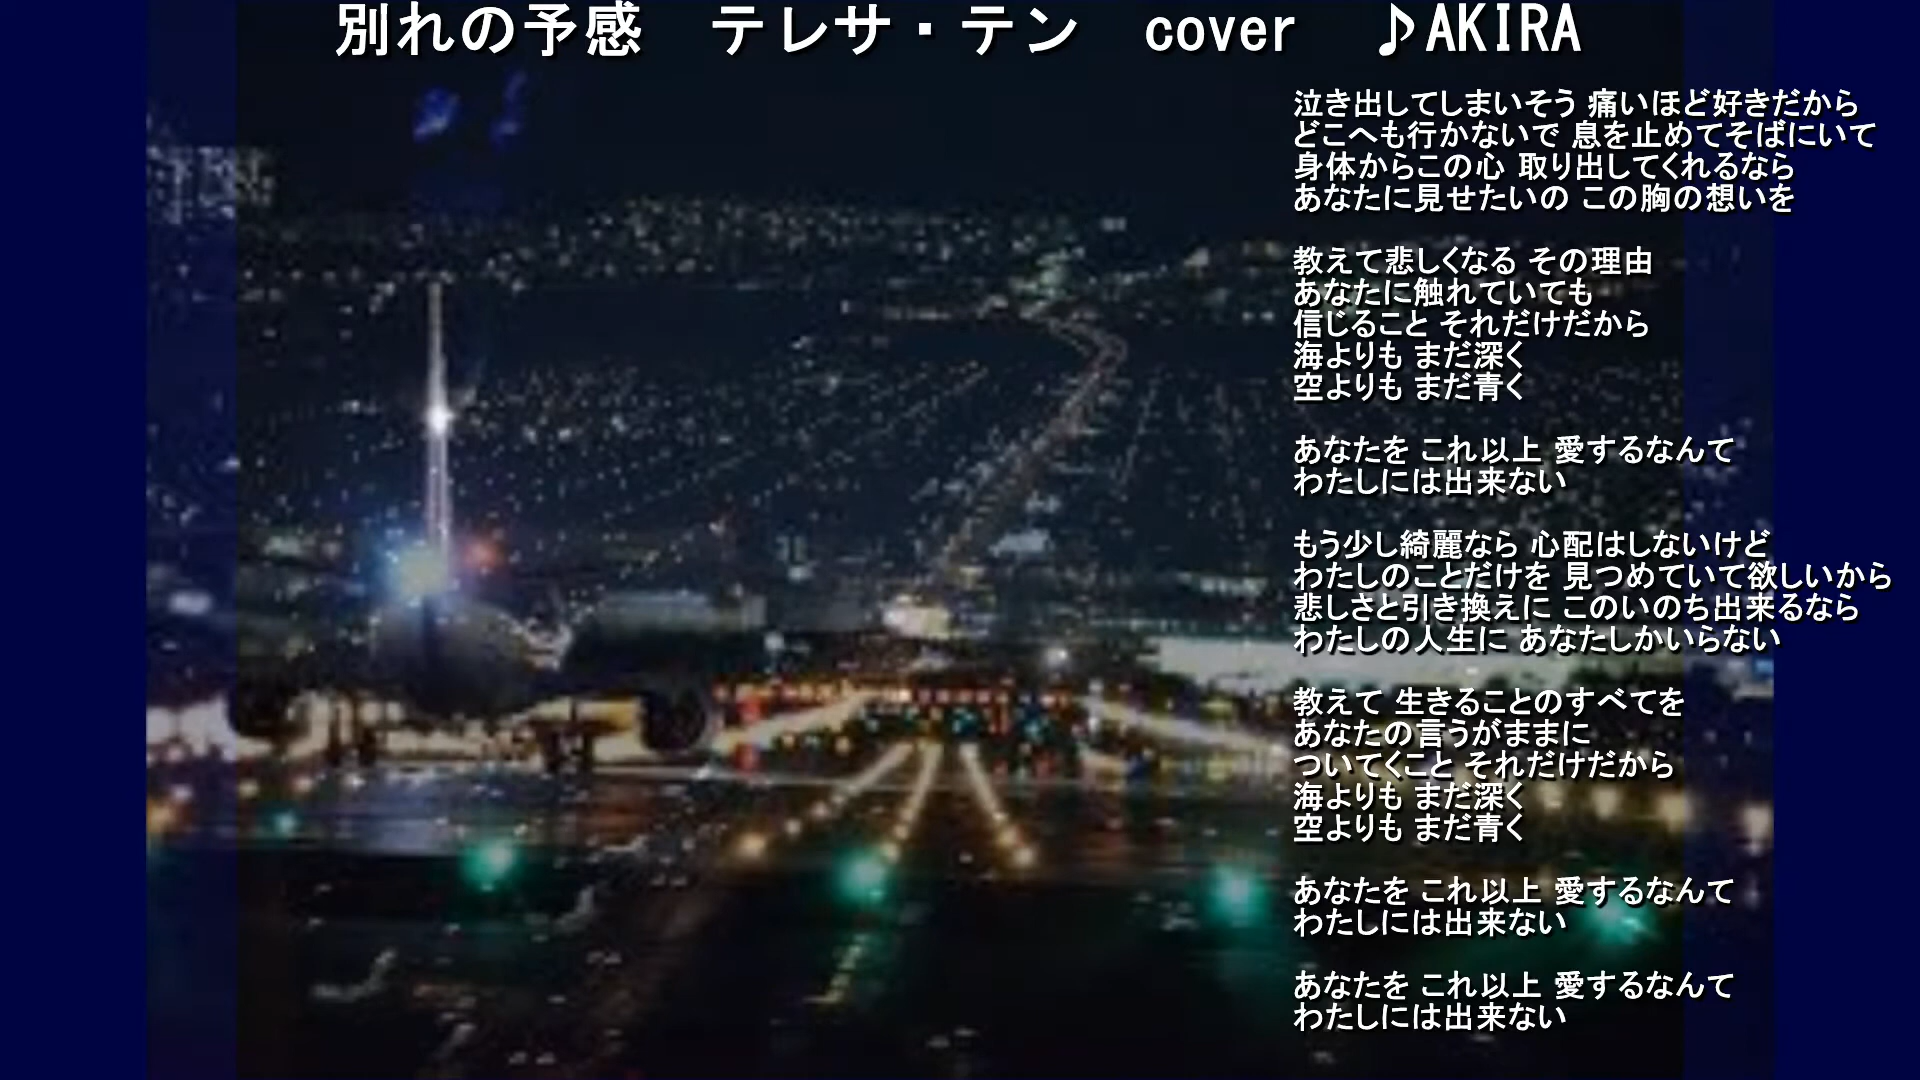 別れの予感　テレサ・テン　cover　♪AKIRA
泣き出してしまいそう 痛いほど好きだから
どこへも行かないで 息を止めてそばにいて
身体からこの心 取り出してくれるなら
あなたに見せたいの この胸の想いを
教えて悲しくなる その理由
あなたに触れていても
信じること それだけだから
海よりも まだ深く
空よりも まだ青く
あなたを これ以上 愛するなんて
わたしには出来ない
もう少し綺麗なら 心配はしないけど
わたしのことだけを 見つめていて欲しいから
悲しさと引き換えに このいのち出来るなら
わたしの人生に あなたしかいらない
教えて 生きることのすべてを
あなたの言うがままに
ついてくこと それだけだから
海よりも まだ深く
空よりも まだ青く
あなたを これ以上 愛するなんて
わたしには出来ない
あなたを これ以上 愛するなんて
わたしには出来ない